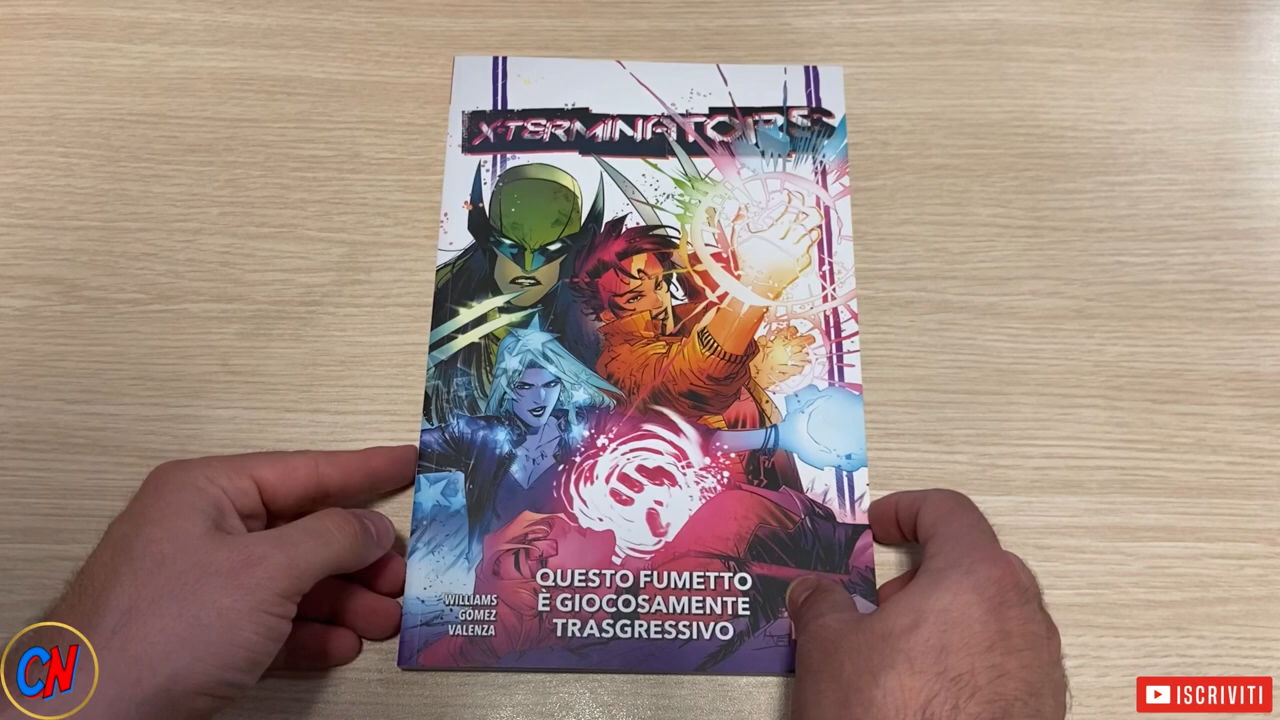 X-TERMINATORS
WILLIAMS
GÓMEZ
VALENZA
QUESTO FUMETTO
È GIOCOSAMENTE
TRASGRESSIVO
CN
ISCRIVITI